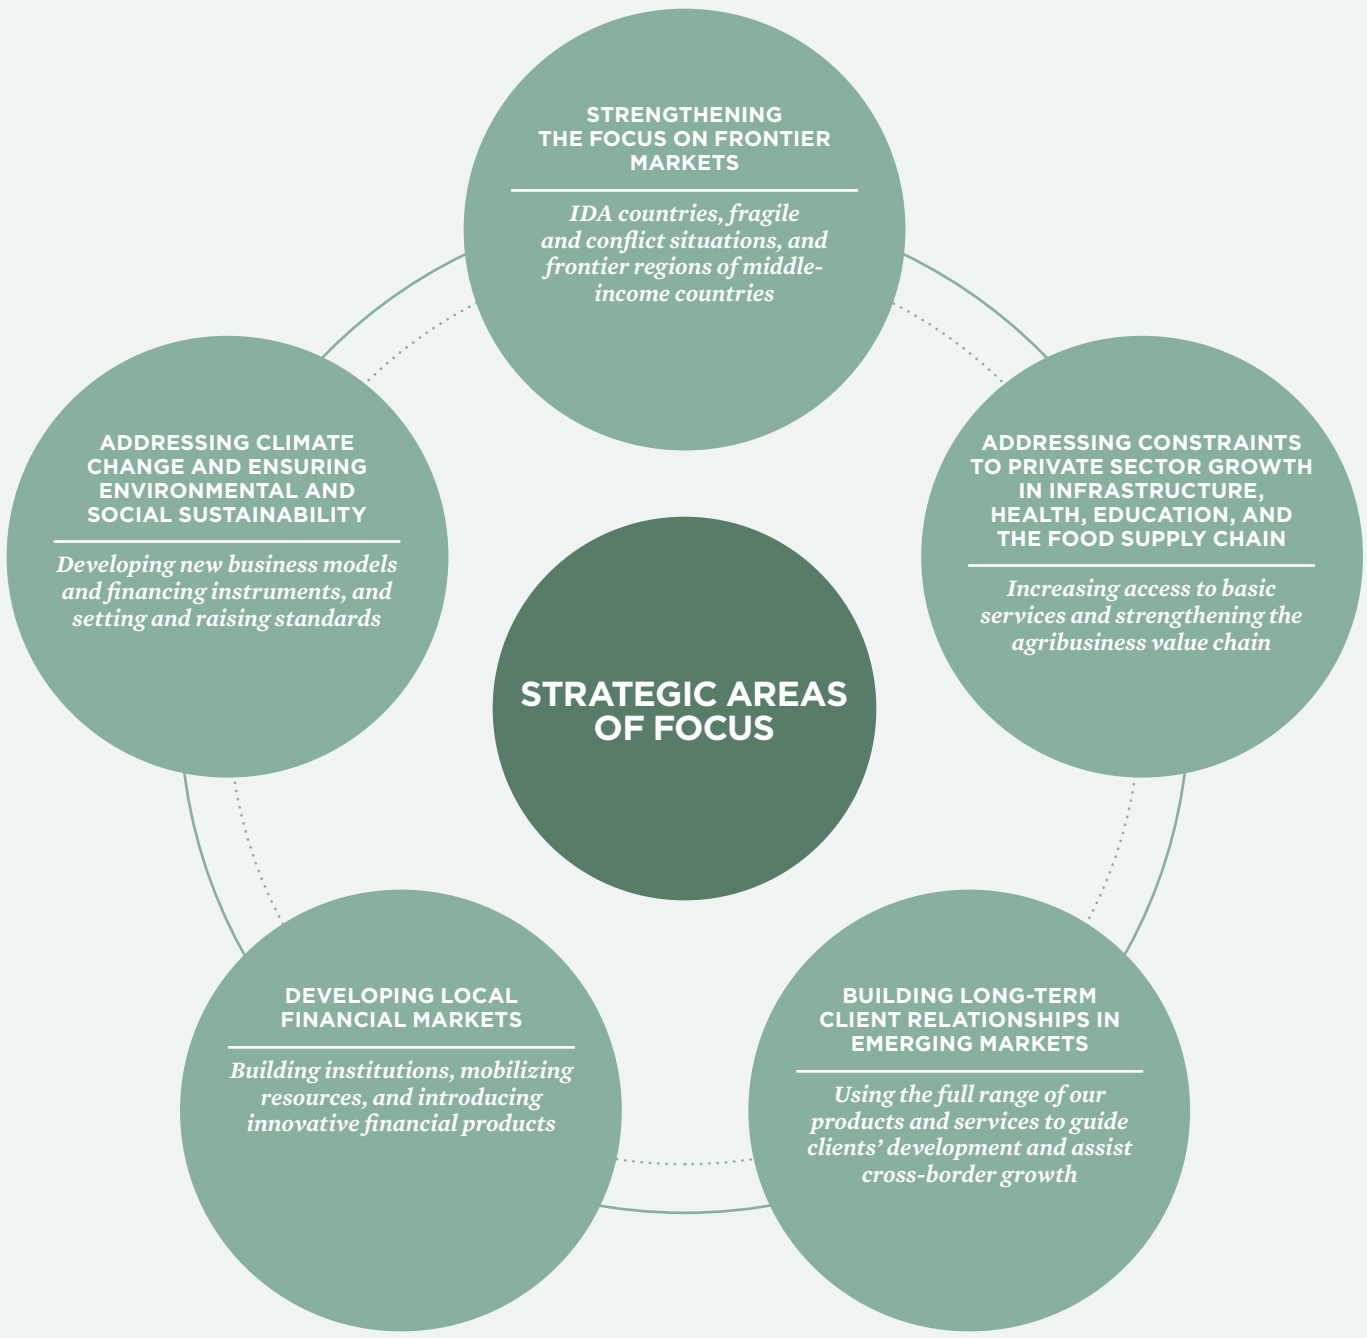 STRENGTHENING
THE FOCUS ON FRONTIER
MARKETS
IDA countries, fragile
and conflict situations, and
frontier regions of middle-
income countries
ADDRESSING CLIMATE
CHANGE AND ENSURING
ENVIRONMENTAL AND
SOCIAL SUSTAINABILITY
Developing new business models
and financing instruments, and
setting and raising standards
ADDRESSING CONSTRAINTS
TO PRIVATE SECTOR GROWTH
IN INFRASTRUCTURE,
HEALTH, EDUCATION, AND
THE FOOD SUPPLY CHAIN
Increasing access to basic
services and strengthening the
agribusiness value chain
STRATEGIC AREAS
OF FOCUS
DEVELOPING LOCAL
FINANCIAL MARKETS
Building institutions, mobilizing
resources, and introducing
innovative financial products
BUILDING LONG-TERM
CLIENT RELATIONSHIPS IN
EMERGING MARKETS
Using the full range of our
products and services to guide
clients’ development and assist
cross-border growth